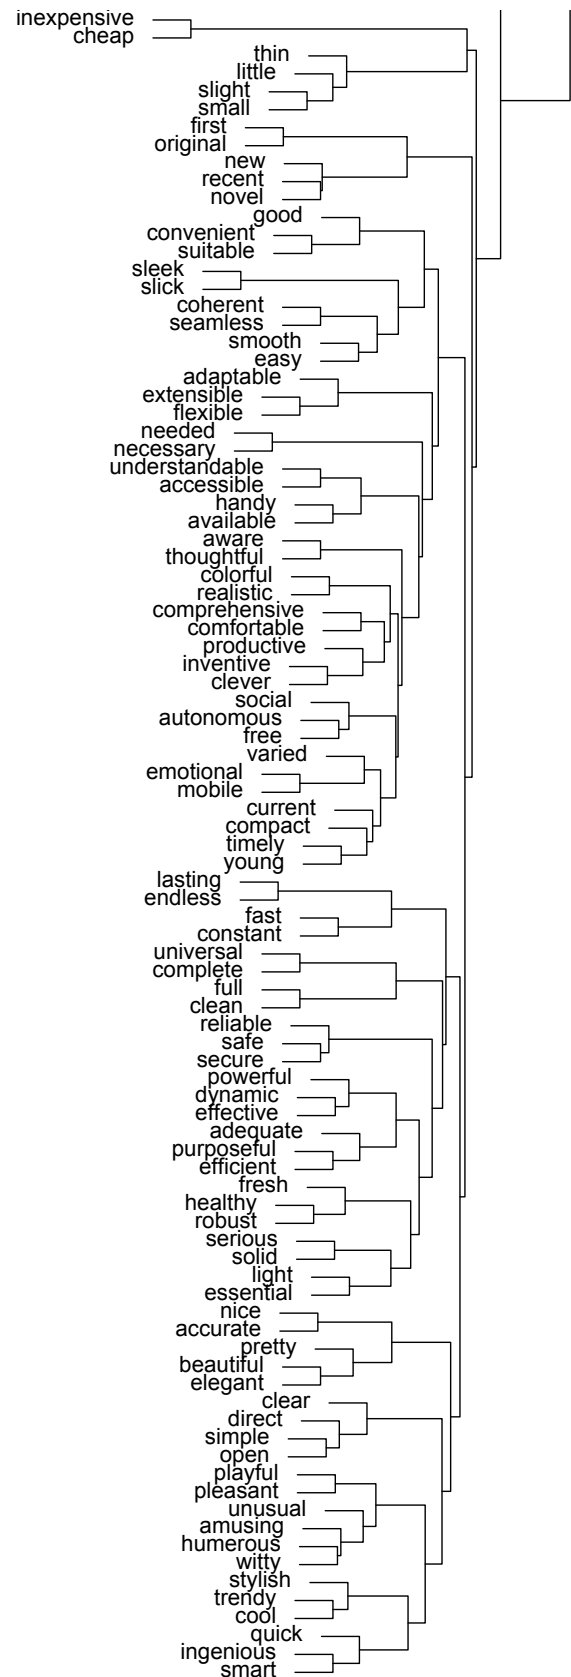 inexpensive
cheap
thin
little
slight
small
first
original
new
recent
novel
good
convenient
suitable
sleek
slick
coherent
seamless
smooth
easy
adaptable
extensible
flexible
needed
necessary
understandable
accessible
handy
available
aware
thoughtful
colorful
realistic
comprehensive
comfortable
productive
inventive
clever
social
autonomous
free
varied
emotional
mobile
current
compact
timely
young
lasting
endless
fast
constant
universal
complete
full
clean
reliable
safe
secure
powerful
dynamic
effective
adequate
purposeful
efficient
fresh
healthy
robust
serious
solid
light
essential
nice
accurate
pretty
beautiful
elegant
clear
direct
simple
open
playful
pleasant
unusual
amusing
humerous
witty
stylish
trendy
cool
quick
ingenious
smart